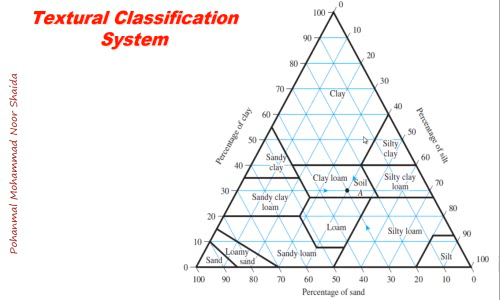 Textural Classification
System
Pohanmal Mohammad Noor Shaida
Percentage of clay
Percentage of silt
Percentage of sand
100
90
80
70
60
50
40
30
20
10
0
0
10
20
30
40
50
60
70
80
90
100
100 90 80 70 60 50 40 30 20 10 0
Clay
Sandy
clay
Silty
clay
Clay loam
Soil
A
Silty clay
loam
Sandy clay
loam
Loam
Silty loam
Sand
Loamy
sand
Sandy loam
Silt